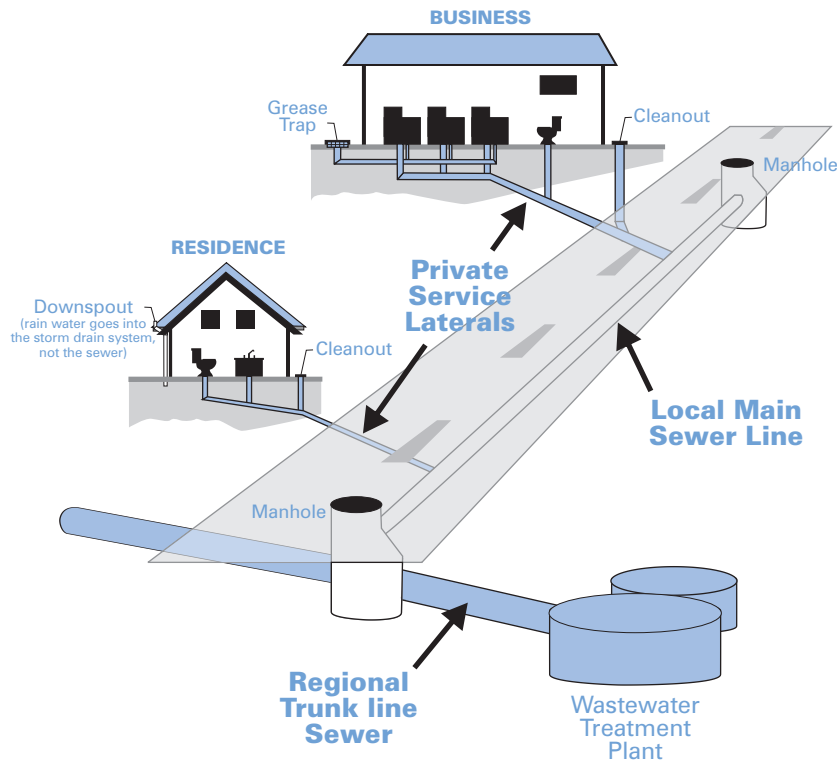 BUSINESS
Grease
Trap
Cleanout
Manhole
RESIDENCE
Private
Service
Laterals
Downspout
(rain water goes into
the storm drain system,
not the sewer)
Cleanout
Local Main
Sewer Line
Manhole
Regional
Trunk line
Sewer
Wastewater
Treatment
Plant